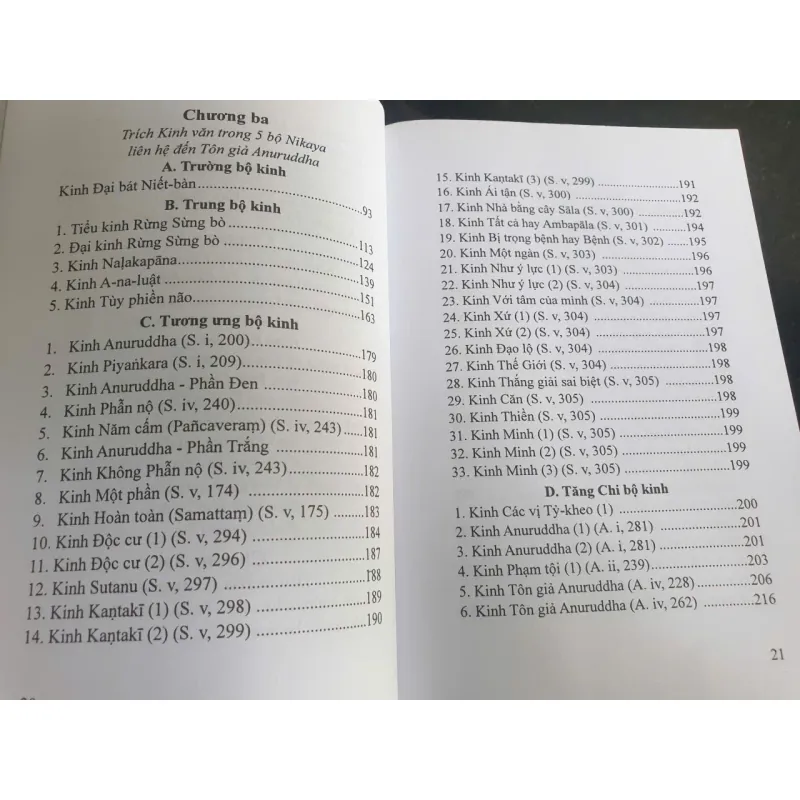 Chương ba
Trích Kinh văn trong 5 bộ Nikaya
liên hệ đến Tôn giả Anuruddha
A. Trường bộ kinh
Kinh Đại bát Niết-bàn.....93
B. Trung bộ kinh
1. Tiểu kinh Rừng Sừng bò .....113
2. Đại kinh Rừng Sừng bò .....124
3. Kinh Naḷakapāna.....139
4. Kinh A-na-luật .....151
5. Kinh Tùy phiền não.....163
C. Tương ưng bộ kinh
1. Kinh Anuruddha (S. i, 200).....179
2. Kinh Piyaṅkara (S. i, 209).....180
3. Kinh Anuruddha - Phần Đen .....180
4. Kinh Phẫn nộ (S. iv, 240).....181
5. Kinh Năm cấm (Pañcaveraṃ) (S. iv, 243).....181
6. Kinh Anuruddha - Phần Trắng .....181
7. Kinh Không Phẫn nộ (S. iv, 243).....182
8. Kinh Một phần (S. v, 174) .....182
9. Kinh Hoàn toàn (Samattaṃ) (S. v, 175) .....183
10. Kinh Độc cư (1) (S. v, 294) .....184
11. Kinh Độc cư (2) (S. v, 296) .....187
12. Kinh Sutanu (S. v, 297) .....188
13. Kinh Kaṇtakī (1) (S. v, 298) .....189
14. Kinh Kaṇtakī (2) (S. v, 299) .....190
15. Kinh Kaṇtakī (3) (S. v, 299) .....191
16. Kinh Ái tận (S. v, 300) .....192
17. Kinh Nhà bằng cây Sāla (S. v, 300) .....192
18. Kinh Tất cả hay Ambapāla (S. v, 301) .....194
19. Kinh Bị trọng bệnh hay Bệnh (S. v, 302) .....195
20. Kinh Một ngàn (S. v, 303) .....196
21. Kinh Như ý lực (1) (S. v, 303) .....196
22. Kinh Như ý lực (2) (S. v, 304) .....197
23. Kinh Với tâm của mình (S. v, 304) .....197
24. Kinh Xứ (1) (S. v, 304) .....197
25. Kinh Xứ (2) (S. v, 304) .....197
26. Kinh Đạo lộ (S. v, 304) .....198
27. Kinh Thế Giới (S. v, 304) .....198
28. Kinh Thắng giải sai biệt (S. v, 305) .....198
29. Kinh Căn (S. v, 305) .....198
30. Kinh Thiền (S. v, 305) .....199
31. Kinh Minh (1) (S. v, 305) .....199
32. Kinh Minh (2) (S. v, 305) .....199
33. Kinh Minh (3) (S. v, 305) .....199
D. Tăng Chi bộ kinh
1. Kinh Các vị Tỷ-kheo (1) .....200
2. Kinh Anuruddha (1) (A. i, 281) .....201
3. Kinh Anuruddha (2) (A. i, 281) .....201
4. Kinh Phạm tội (1) (A. ii, 239).....203
5. Kinh Tôn giả Anuruddha (A. iv, 228) .....206
6. Kinh Tôn giả Anuruddha (A. iv, 262) .....216
21